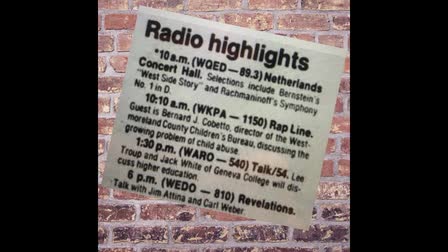 Radio highlights
*10 a.m. (WQED — 89.3) Netherlands
Concert Hall. Selections include Bernstein's
"West Side Story" and Rachmaninoff's Symphony
No. 1 in D.
10:10 a.m. (WKPA — 1150) Rap Line.
Guest is Bernard J. Cobetto, director of the West-
moreland County Children's Bureau, discussing the
growing problem of child abuse.
1:30 p.m. (WARO — 540) Talk/54. Lee
Troup and Jack White of Geneva College will dis-
cuss higher education.
6 p.m. (WEDO — 810) Revelations.
Talk with Jim Attina and Carl Weber.